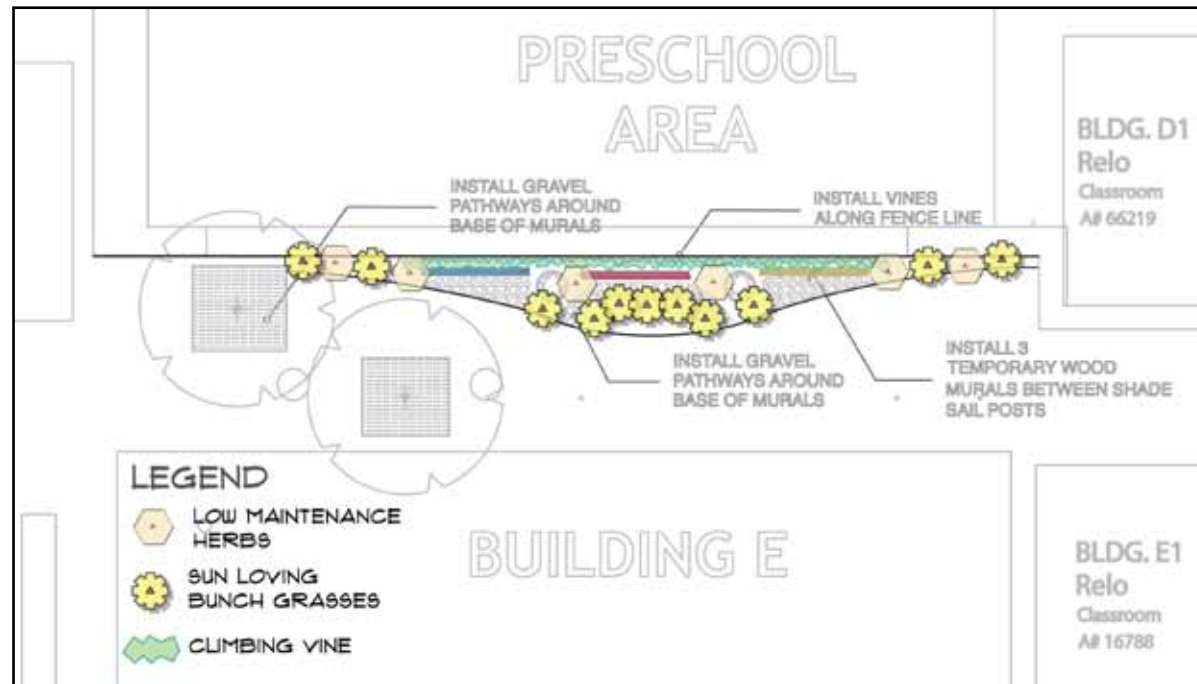 PRESCHOOL
AREA
BLDG. D1
Relo
Classroom
A# 66219
INSTALL GRAVEL
PATHWAYS AROUND
BASE OF MURALS
INSTALL VINES
ALONG FENCE LINE
INSTALL GRAVEL
PATHWAYS AROUND
BASE OF MURALS
INSTALL 3
TEMPORARY WOOD
MURALS BETWEEN SHADE
SAIL POSTS
LEGEND
LOW MAINTENANCE
HERBS
SUN LOVING
BUNCH GRASSES
CLIMBING VINE
BUILDING E
BLDG. E1
Relo
Classroom
A# 16788